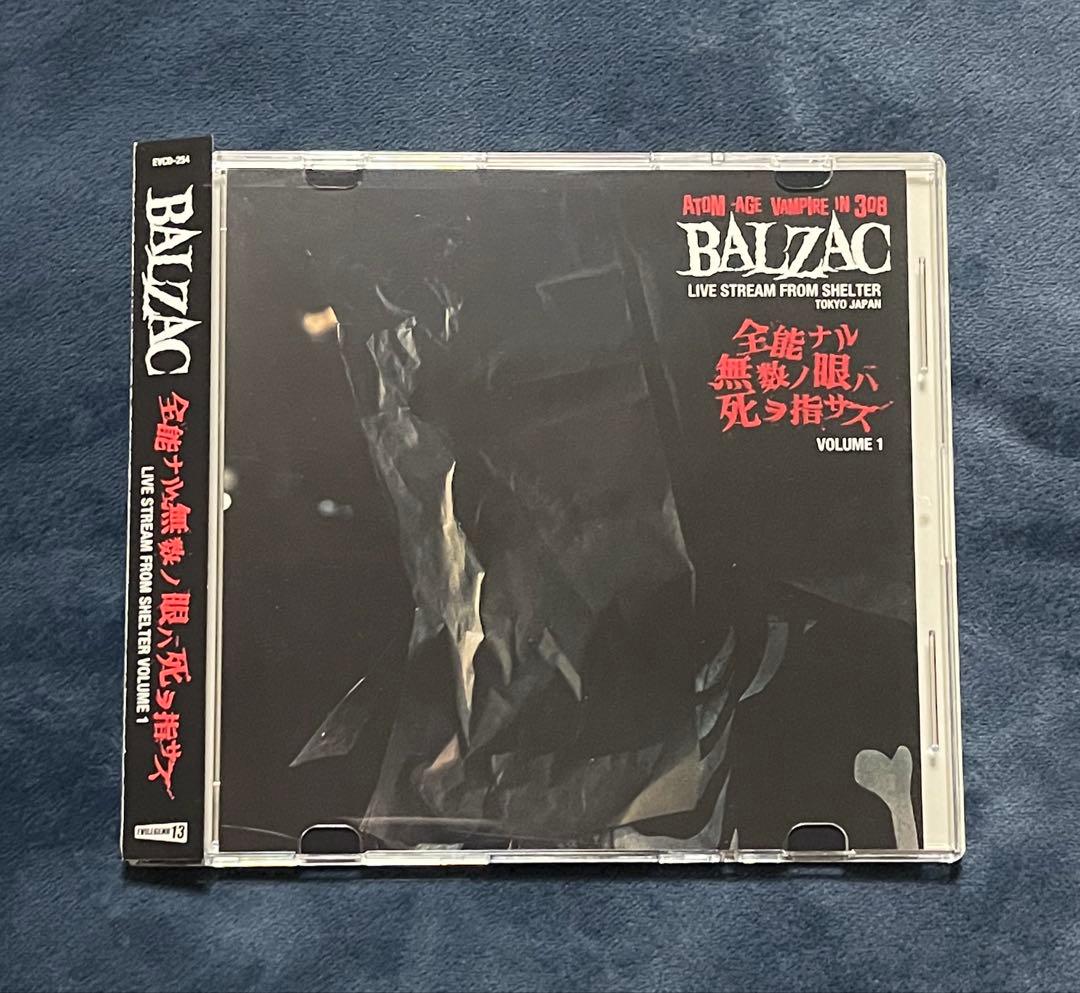 EVCD-254
BALZAC
全能ナル無数ノ眼ハ死ヲ指サズ
LIVE STREAM FROM SHELTER VOLUME 1
EVILLEGEND 13
ATOM-AGE VAMPIRE IN 308
BALZAC
LIVE STREAM FROM SHELTER
TOKYO JAPAN
全能ナル
無数ノ眼ハ
死ヲ指サズ
VOLUME 1